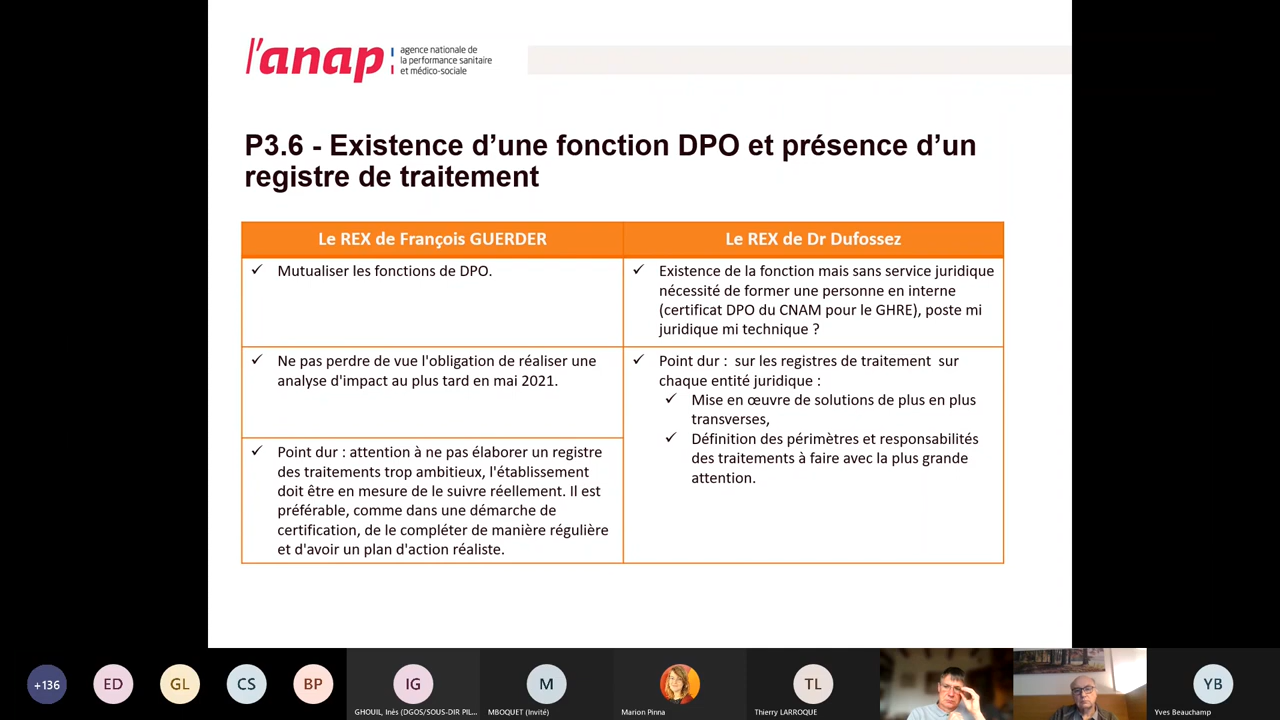 l'anap
agence nationale de
la performance sanitaire
et médico-sociale
P3.6 - Existence d'une fonction DPO et présence d'un
registre de traitement
Le REX de François GUERDER
Le REX de Dr Dufossez
✓ Mutualiser les fonctions de DPO.
✓ Existence de la fonction mais sans service juridique
nécessité de former une personne en interne
(certificat DPO du CNAM pour le GHRE), poste mi
juridique mi technique ?
✓ Ne pas perdre de vue l'obligation de réaliser une
analyse d'impact au plus tard en mai 2021.
✓ Point dur : attention à ne pas élaborer un registre
des traitements trop ambitieux, l'établissement
doit être en mesure de le suivre réellement. Il est
préférable, comme dans une démarche de
certification, de le compléter de manière régulière
et d'avoir un plan d'action réaliste.
✓ Point dur : sur les registres de traitement sur
chaque entité juridique :
✓ Mise en œuvre de solutions de plus en plus
transverses,
✓ Définition des périmètres et responsabilités
des traitements à faire avec la plus grande
attention.
+136
ED
GL
CS
BP
IG
GHOUIL, Inès (DGOS/SOUS-DIR PIL...
M
MBOQUET (Invité)
Marion Pinna
TL
Thierry LARROQUE
YB
Yves Beauchamp